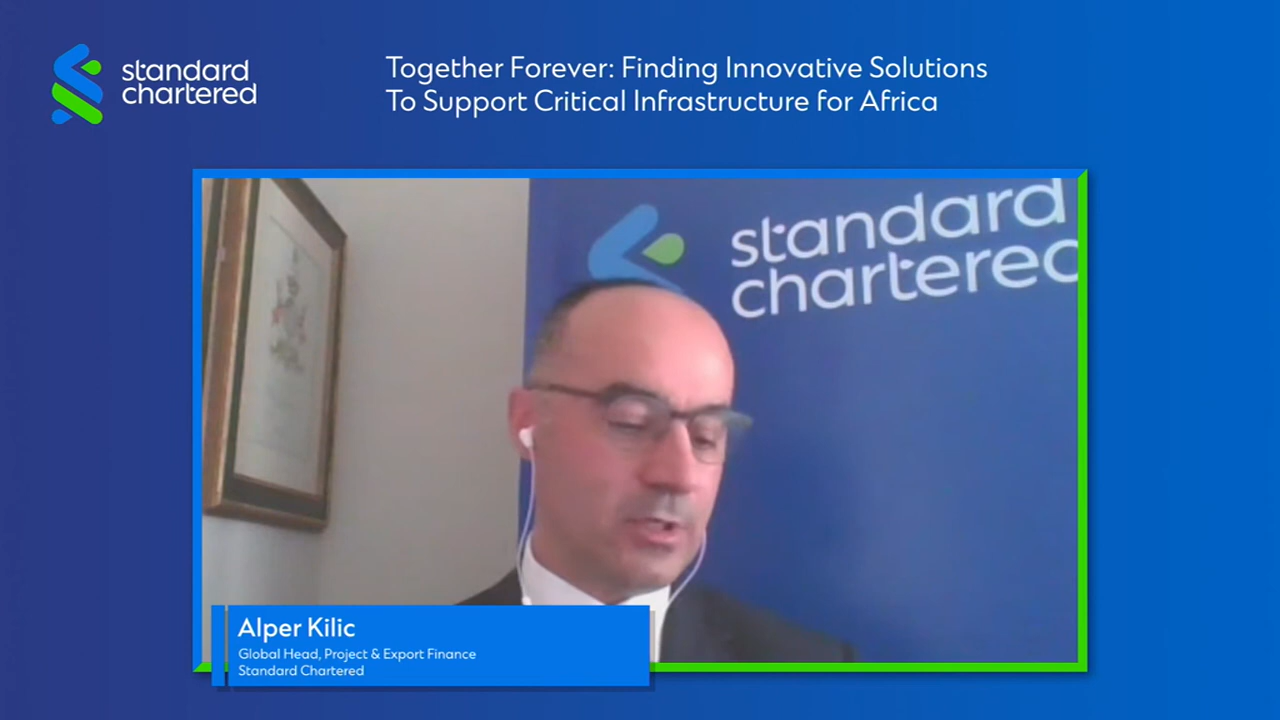 standard
chartered
Together Forever: Finding Innovative Solutions
To Support Critical Infrastructure for Africa
standard
chartered
Alper Kilic
Global Head, Project & Export Finance
Standard Chartered